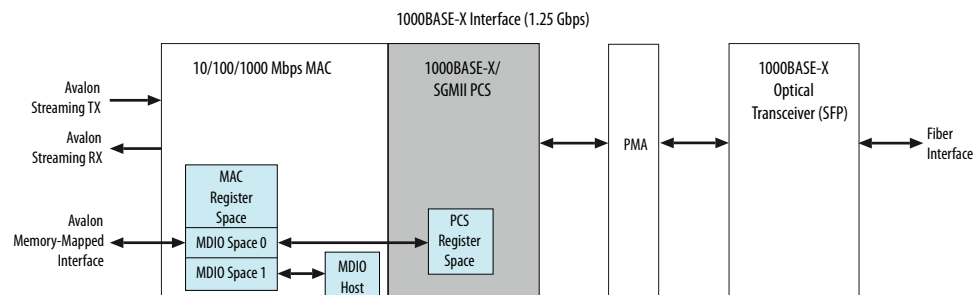 1000BASE-X Interface (1.25 Gbps)
10/100/1000 Mbps MAC
1000BASE-X/
SGMII PCS
1000BASE-X
Optical
Transceiver (SFP)
Avalon
Streaming TX
Avalon
Streaming RX
PMA
Fiber
Interface
MAC
Register
Space
Avalon
Memory-Mapped
Interface
MDIO Space 0
PCS
Register
Space
MDIO Space 1
MDIO
Host